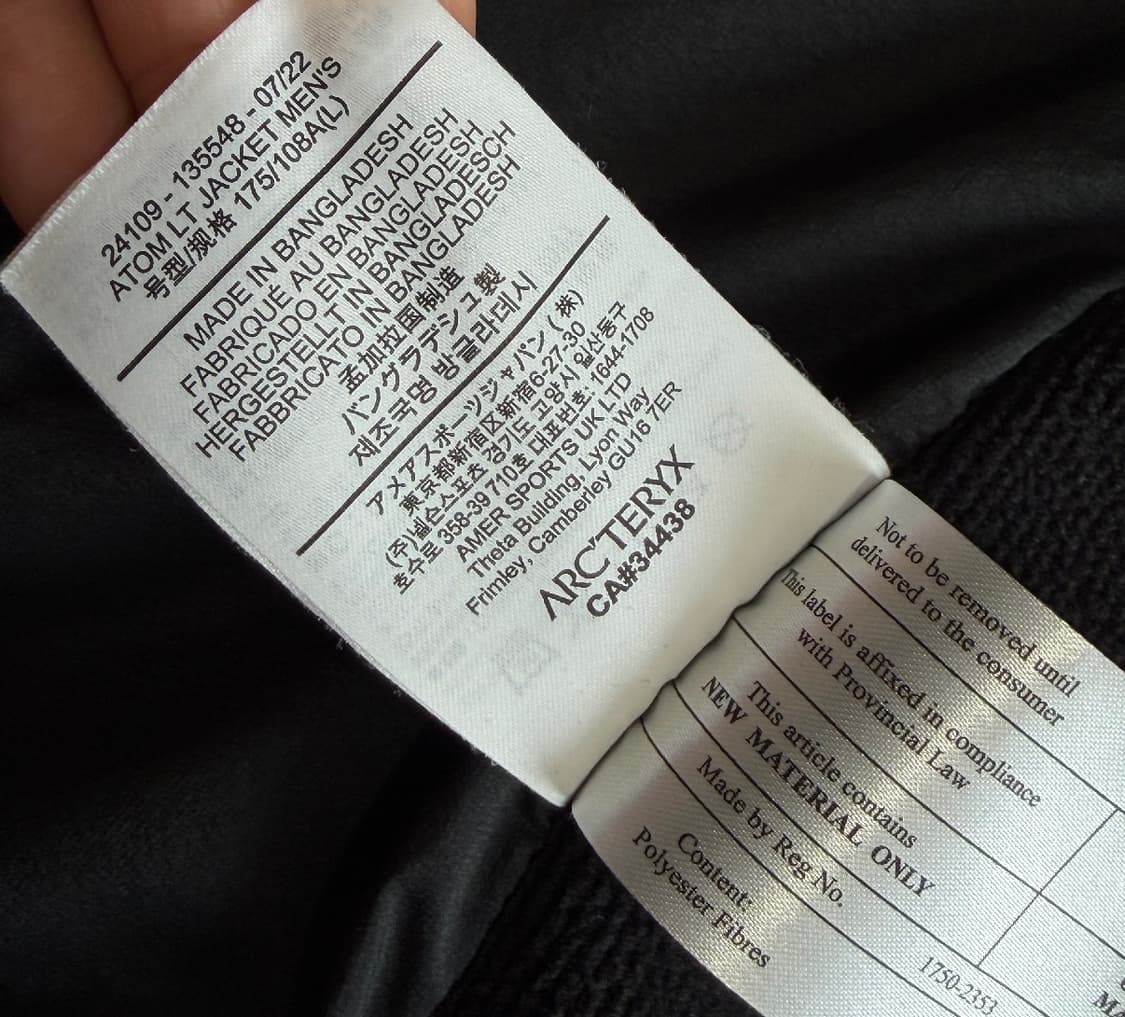 24109 - 135548 - 07/22
ATOM LT JACKET MEN'S
号型/规格 175/108A(L)
MADE IN BANGLADESH
FABRIQUÉ AU BANGLADESH
FABRICADO EN BANGLADESH
HERGESTELLT IN BANGLADESCH
FABBRICATO IN BANGLADESH
孟加拉国制造
バングラデシュ製
제조국명 방글라데시
アメアスポーツジャパン(株)
東京都新宿区新宿6-27-30
(주)넬슨스포츠 경기도 고양시 일산동구
호수로 358-39 710호 대표번호: 1644-1708
AMER SPORTS UK LTD
Theta Building, Lyon Way
Frimley, Camberley GU16 7ER
ARC'TERYX
CA#34438
Not to be removed until
delivered to the consumer
This label is affixed in compliance
with Provincial Law
This article contains
NEW MATERIAL ONLY
Made by Reg No.
Content:
Polyester Fibres
1750-2353